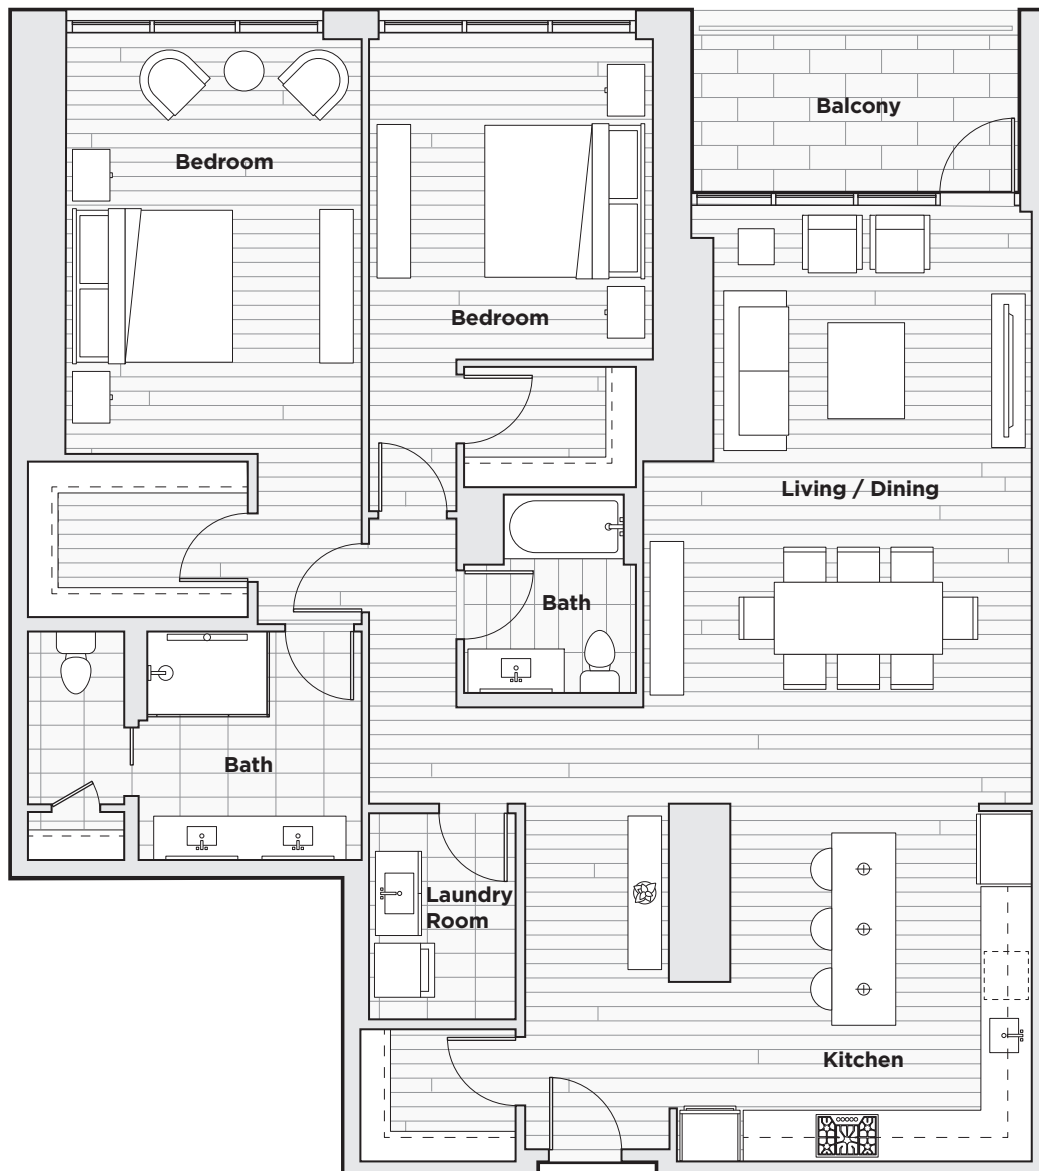 Balcony
Bedroom
Bedroom
Living / Dining
Bath
Bath
Laundry
Room
Kitchen